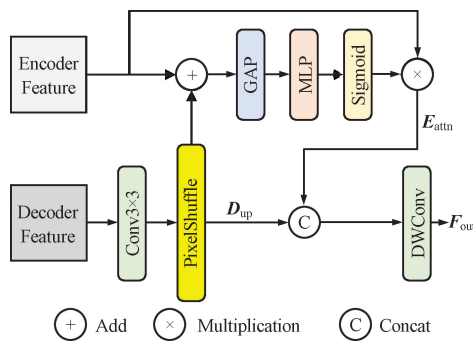 Encoder
Feature
+
GAP
MLP
Sigmoid
×
E_attn
Decoder
Feature
Conv3×3
PixelShuffle
D_up
C
DWConv
F_out
+ Add
× Multiplication
C Concat